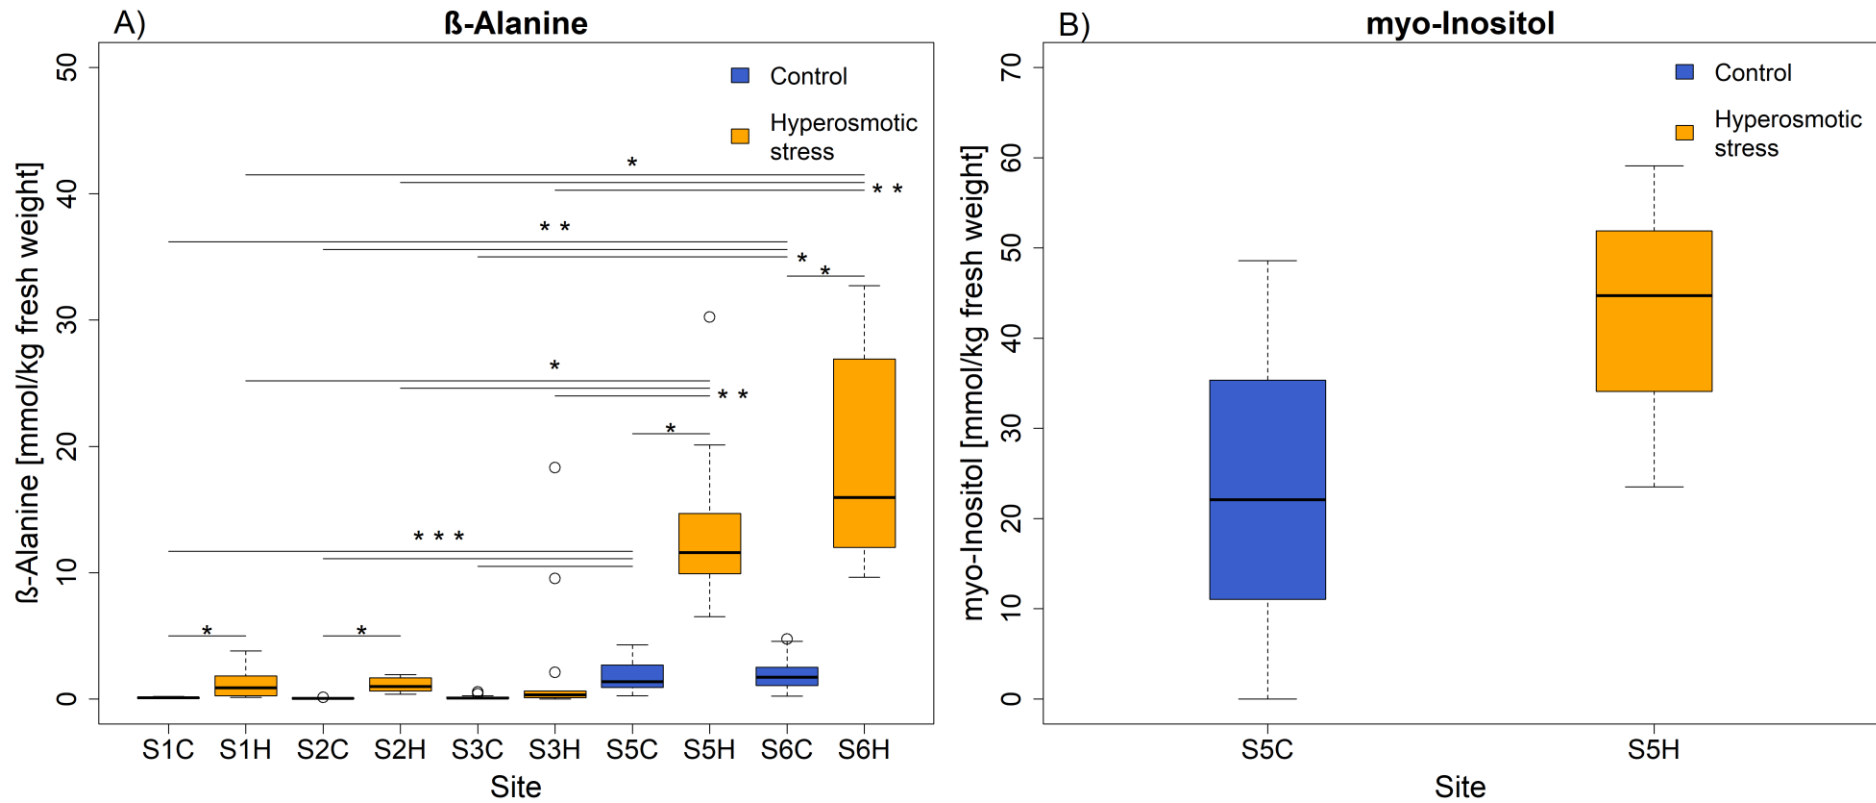 A)
ß-Alanine
Control
Hyperosmotic
stress
ß-Alanine [mmol/kg fresh weight]
50
40
30
20
10
0
*
* *
* *
*
*
*
* *
*
* * *
*
*
S1C S1H S2C S2H S3C S3H S5C S5H S6C S6H
Site
B)
myo-Inositol
Control
Hyperosmotic
stress
myo-Inositol [mmol/kg fresh weight]
70
60
50
40
30
20
10
0
S5C S5H
Site